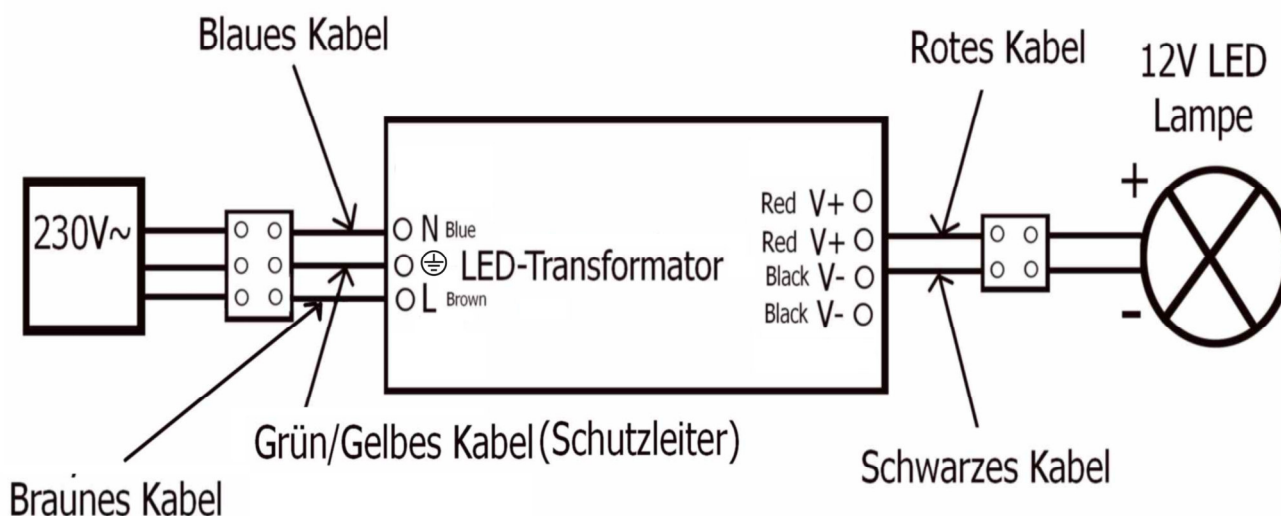 Blaues Kabel
Rotes Kabel
12V LED
Lampe
230V~
N Blue
⏚ LED-Transformator
L Brown
Red V+
Red V+
Black V-
Black V-
+
-
Grün/Gelbes Kabel (Schutzleiter)
Braunes Kabel
Schwarzes Kabel